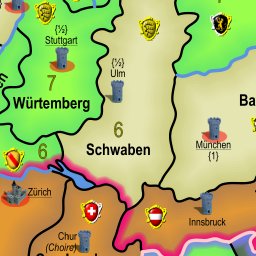 {½}
Stuttgart
{½}
Ulm
7
Würtemberg
Ba
6
Schwaben
München
{1}
6
Zürich
Chur
(Choire)
Innsbruck